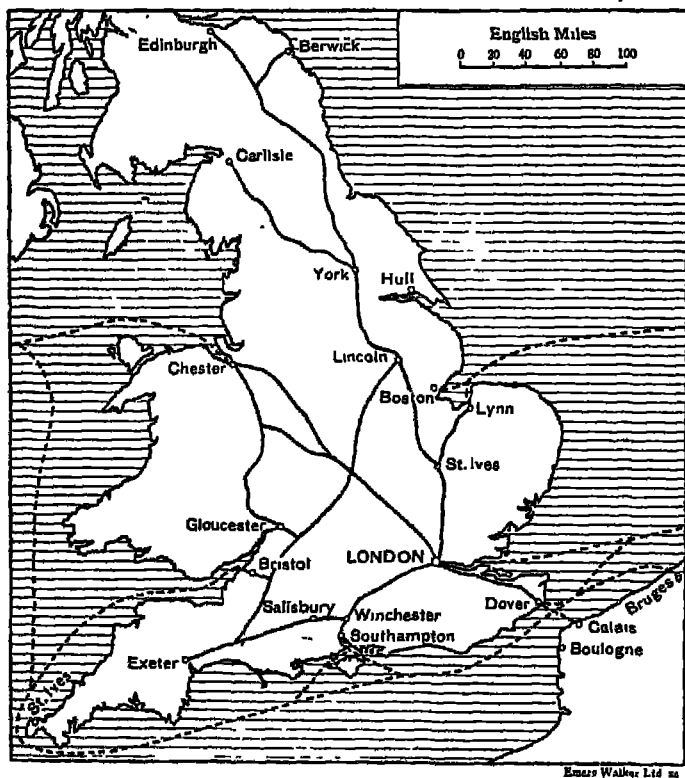 English Miles
0 20 40 60 80 100
Edinburgh
Berwick
Carlisle
York
Hull
Lincoln
Chester
Boston
Lynn
St. Ives
Gloucester
LONDON
Bristol
Salisbury
Winchester
Dover
Bruges
Southampton
Calais
Boulogne
Exeter
St. Ives
Emery Walker Ltd